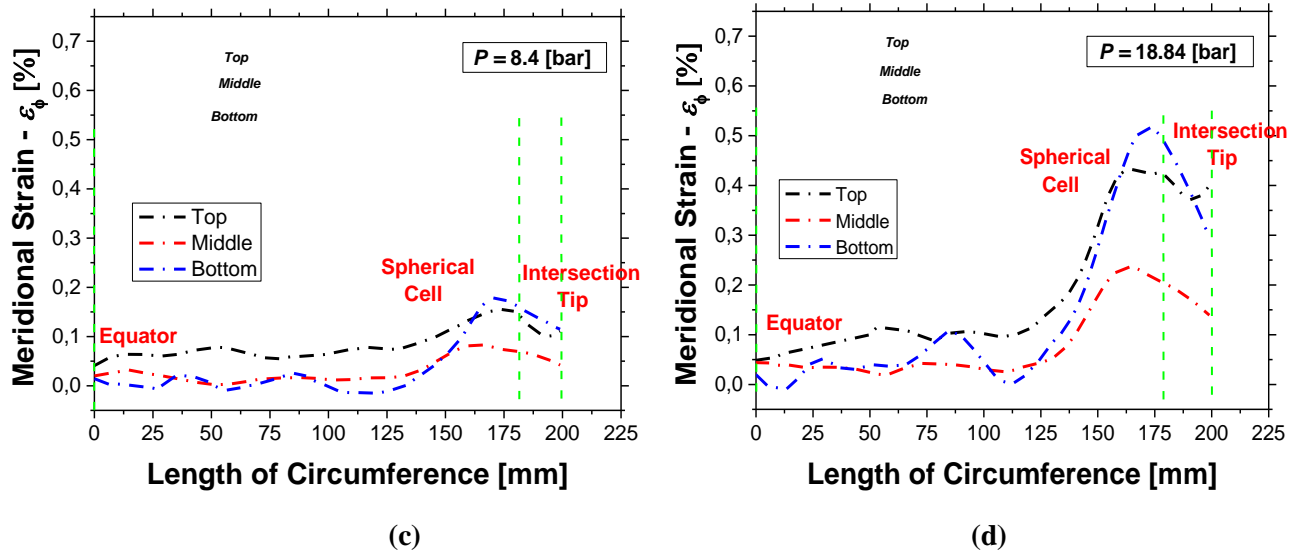 Meridional Strain - εϕ [%]
0,7
0,6
0,5
0,4
0,3
0,2
0,1
0,0
Top
Middle
Bottom
P = 8.4 [bar]
Top
Middle
Bottom
Spherical
Cell
Intersection
Tip
Equator
0 25 50 75 100 125 150 175 200 225
Length of Circumference [mm]
(c)
Meridional Strain - εϕ [%]
0,7
0,6
0,5
0,4
0,3
0,2
0,1
0,0
Top
Middle
Bottom
P = 18.84 [bar]
Intersection
Tip
Spherical
Cell
Top
Middle
Bottom
Equator
0 25 50 75 100 125 150 175 200 225
Length of Circumference [mm]
(d)